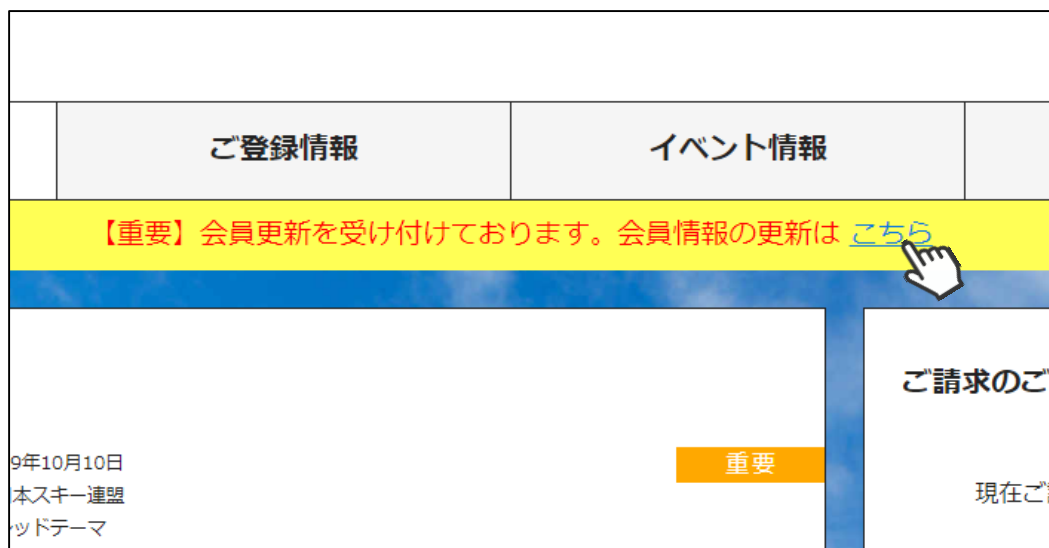 ご登録情報
イベント情報
【重要】会員更新を受け付けております。会員情報の更新は こちら
ご請求のご
9年10月10日
重要
本スキー連盟
現在ご
ッドテーマ